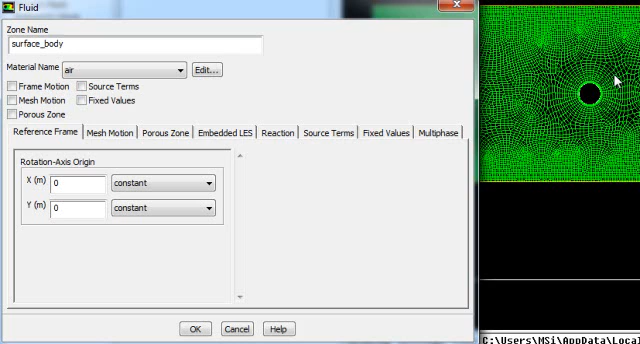 Fluid
Zone Name
surface_body
Material Name air Edit...
Frame Motion Source Terms
Mesh Motion Fixed Values
Porous Zone
Reference Frame Mesh Motion Porous Zone Embedded LES Reaction Source Terms Fixed Values Multiphase
Rotation-Axis Origin
X (m) 0 constant
Y (m) 0 constant
OK Cancel Help
C:\Users\MSi\AppData\Loca